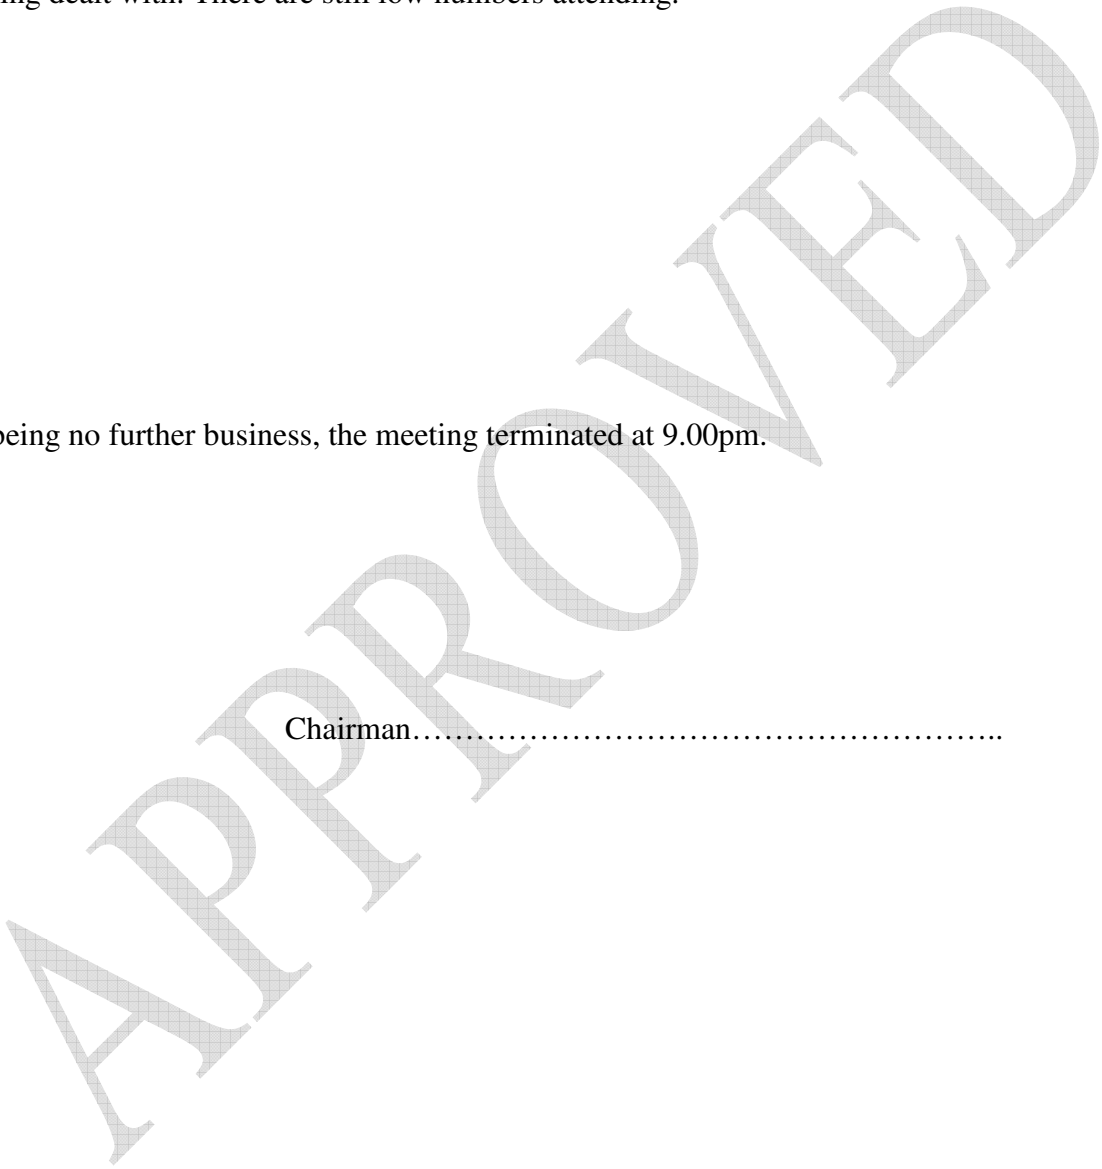 ing dealt with. There are still low numbers attending.
being no further business, the meeting terminated at 9.00pm.
Chairman…………………………………………………..
APPROVED